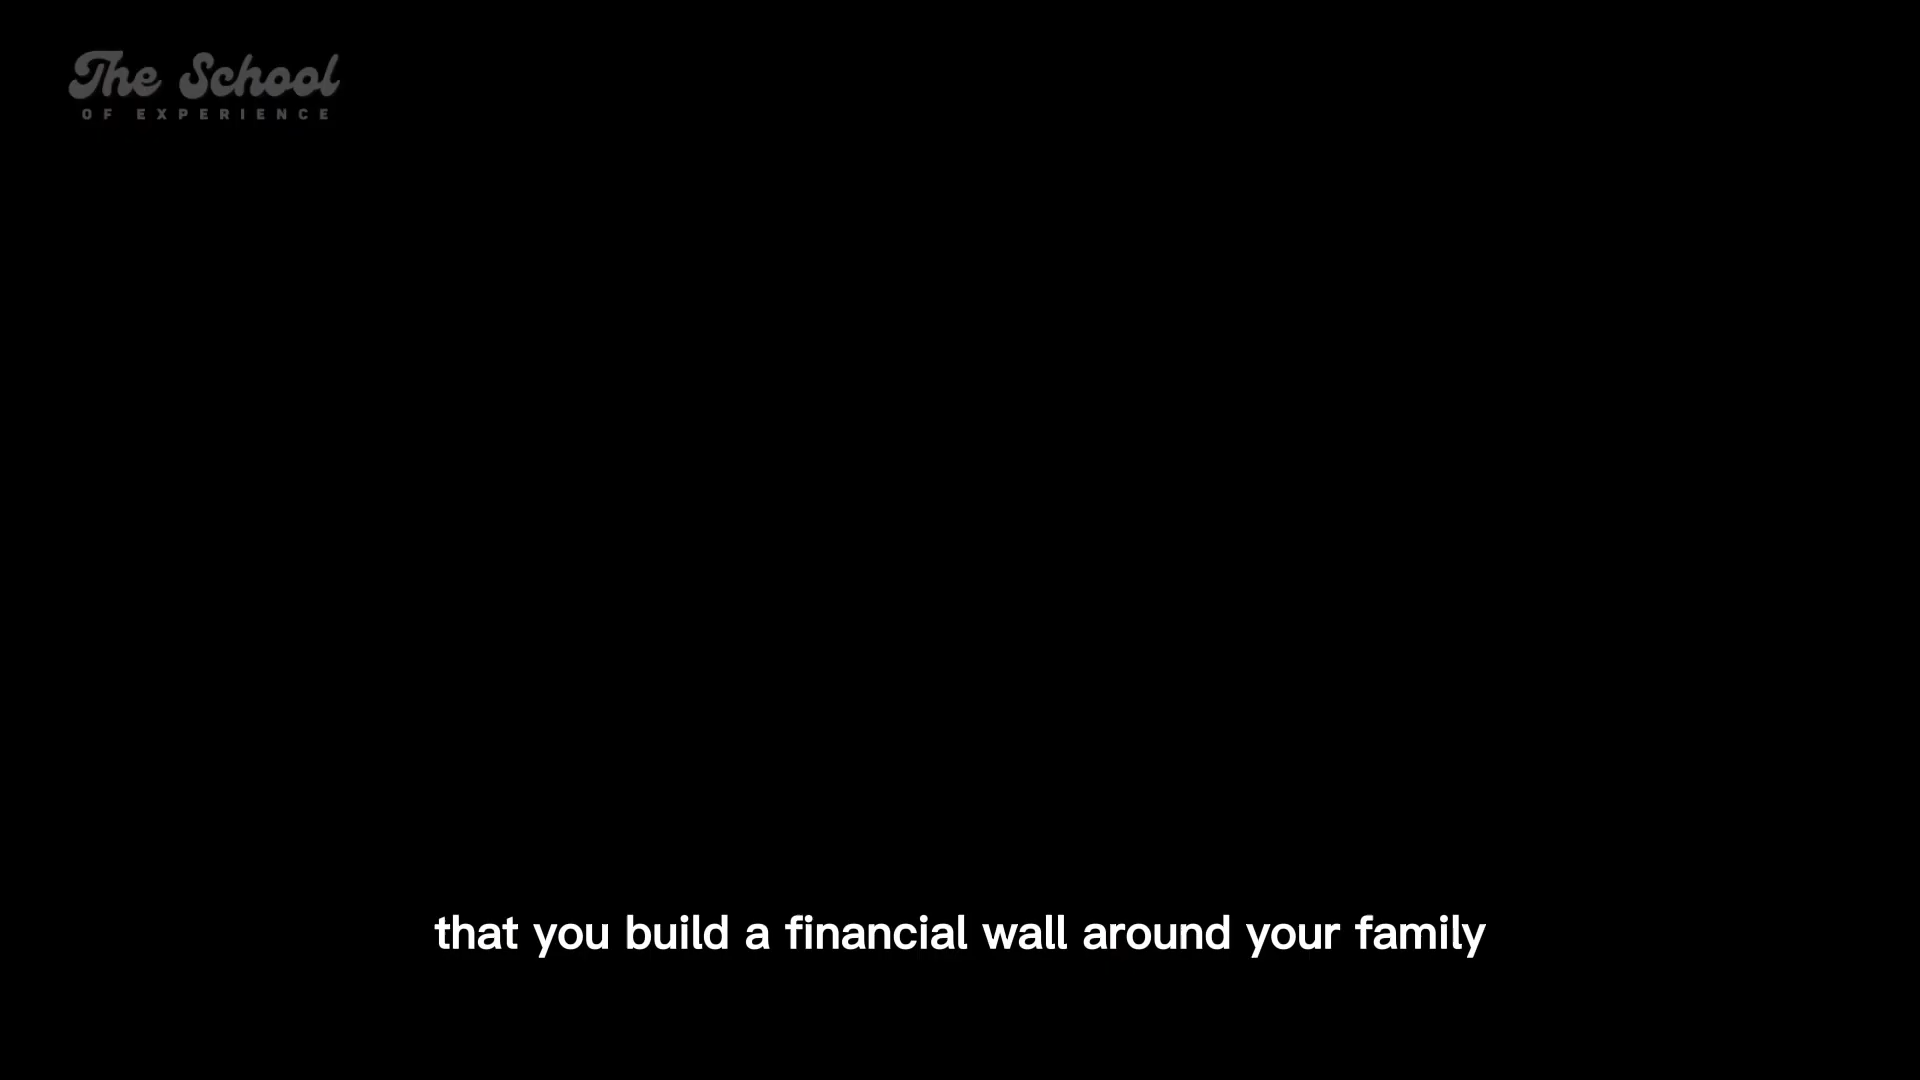 The School
OF EXPERIENCE
that you build a financial wall around your family